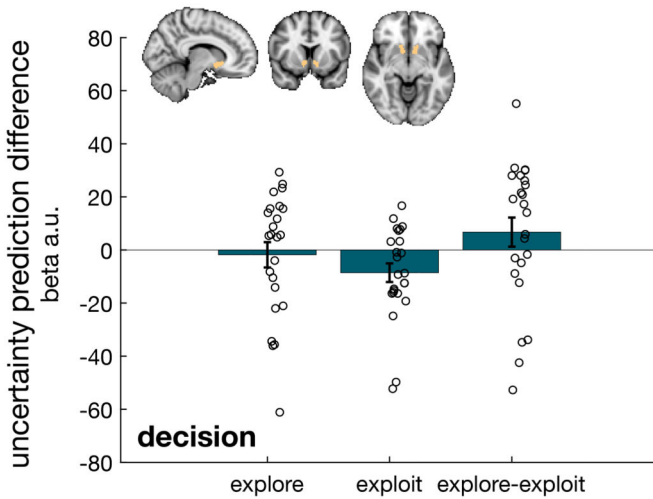 uncertainty prediction difference
beta a.u.
80
60
40
20
0
-20
-40
-60
-80
decision
explore
exploit
explore-exploit